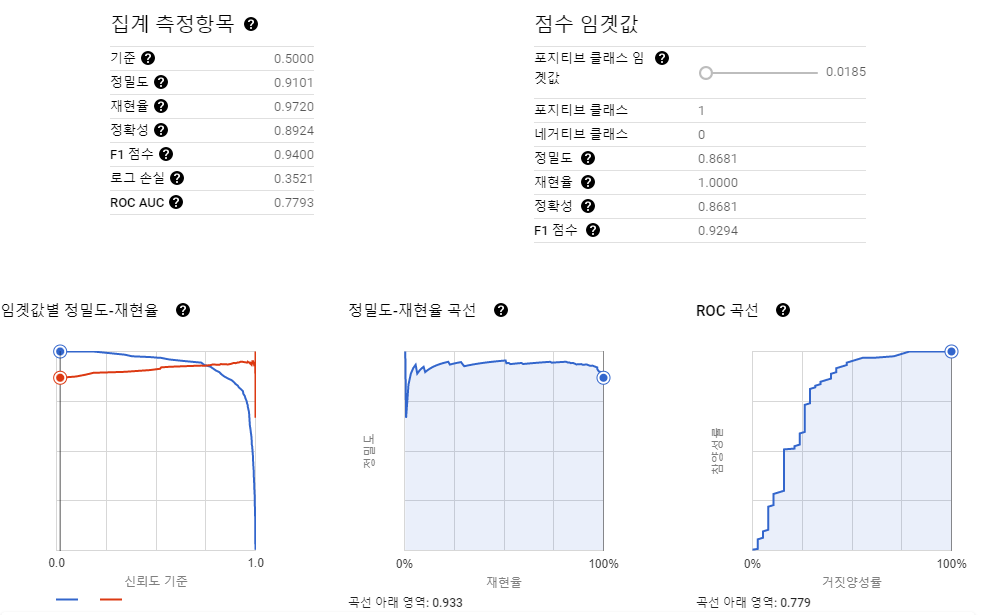 집계 측정항목
기준 0.5000
정밀도 0.9101
재현율 0.9720
정확성 0.8924
F1 점수 0.9400
로그 손실 0.3521
ROC AUC 0.7793
점수 임곗값
포지티브 클래스 임
곗값
0.0185
포지티브 클래스 1
네거티브 클래스 0
정밀도 0.8681
재현율 1.0000
정확성 0.8681
F1 점수 0.9294
임곗값별 정밀도-재현율
0.0 1.0
신뢰도 기준
정밀도-재현율 곡선
정밀도
0% 100%
재현율
곡선 아래 영역: 0.933
ROC 곡선
참양성률
0% 100%
거짓양성률
곡선 아래 영역: 0.779